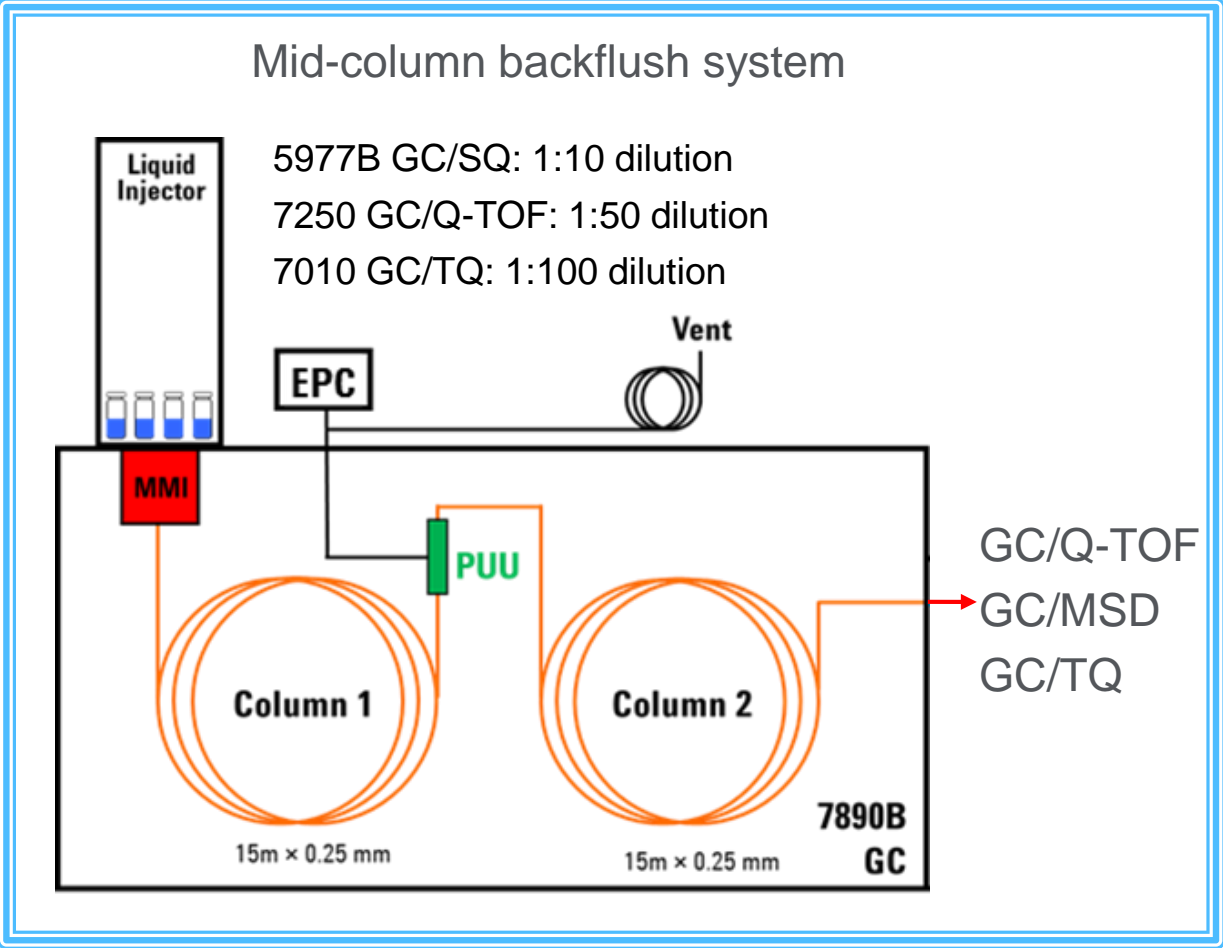 Mid-column backflush system
Liquid
Injector
5977B GC/SQ: 1:10 dilution
7250 GC/Q-TOF: 1:50 dilution
7010 GC/TQ: 1:100 dilution
Vent
EPC
MMI
PUU
GC/Q-TOF
GC/MSD
GC/TQ
Column 1
Column 2
15m × 0.25 mm
15m × 0.25 mm
7890B
GC